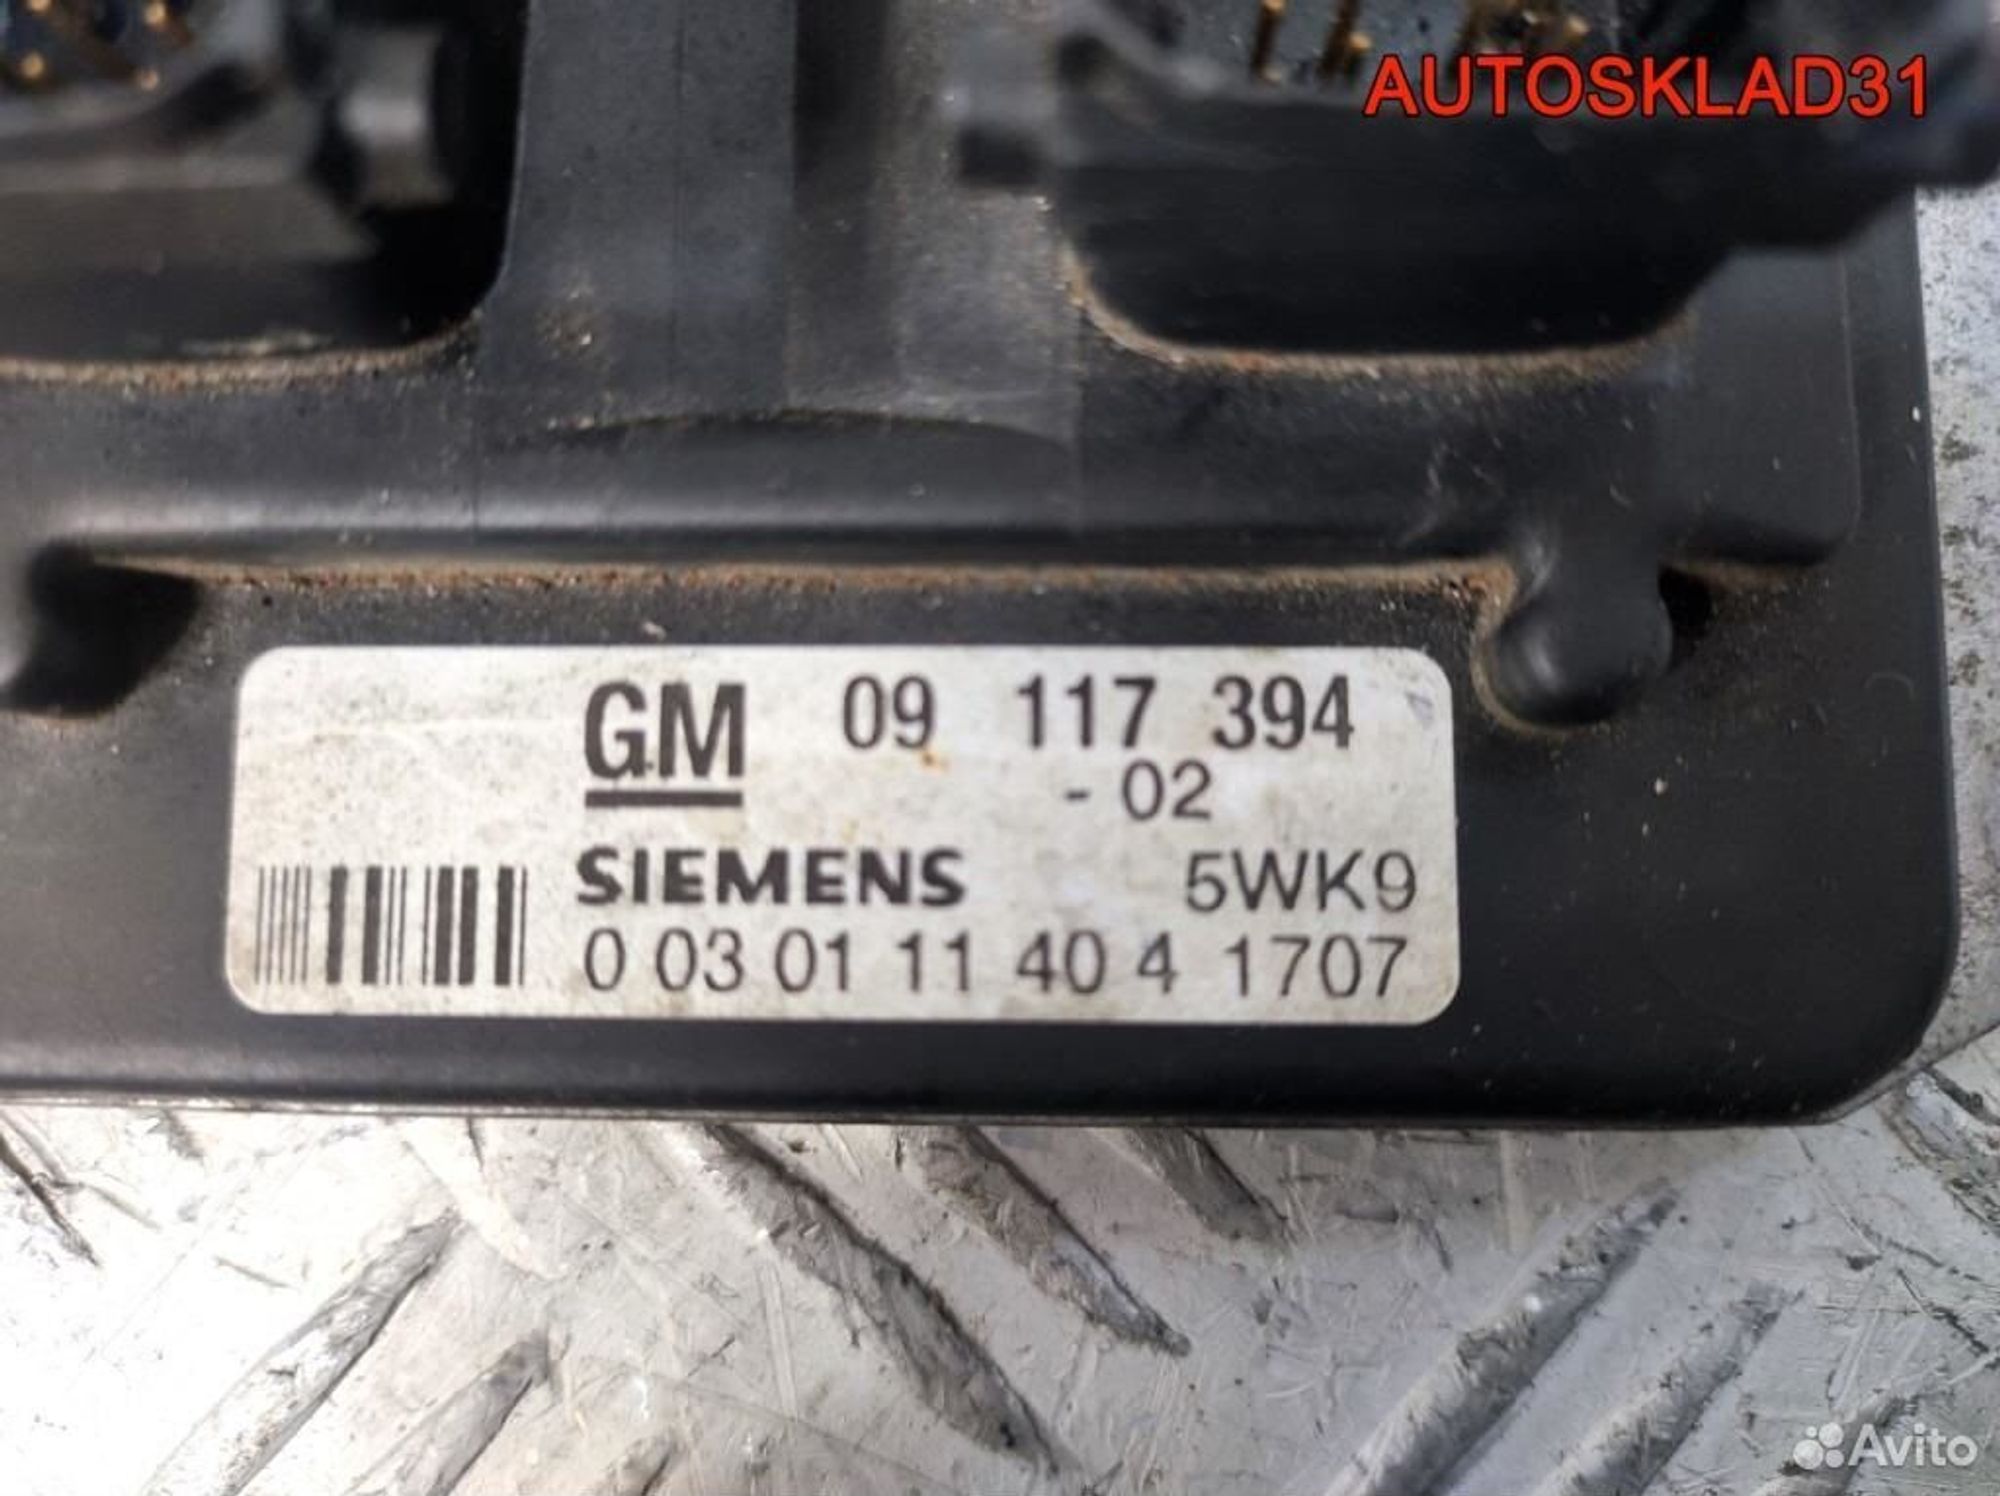 AUTOSKLAD31
GM 09 117 394
- 02
SIEMENS 5WK9
0 03 01 11 40 4 1707
Avito